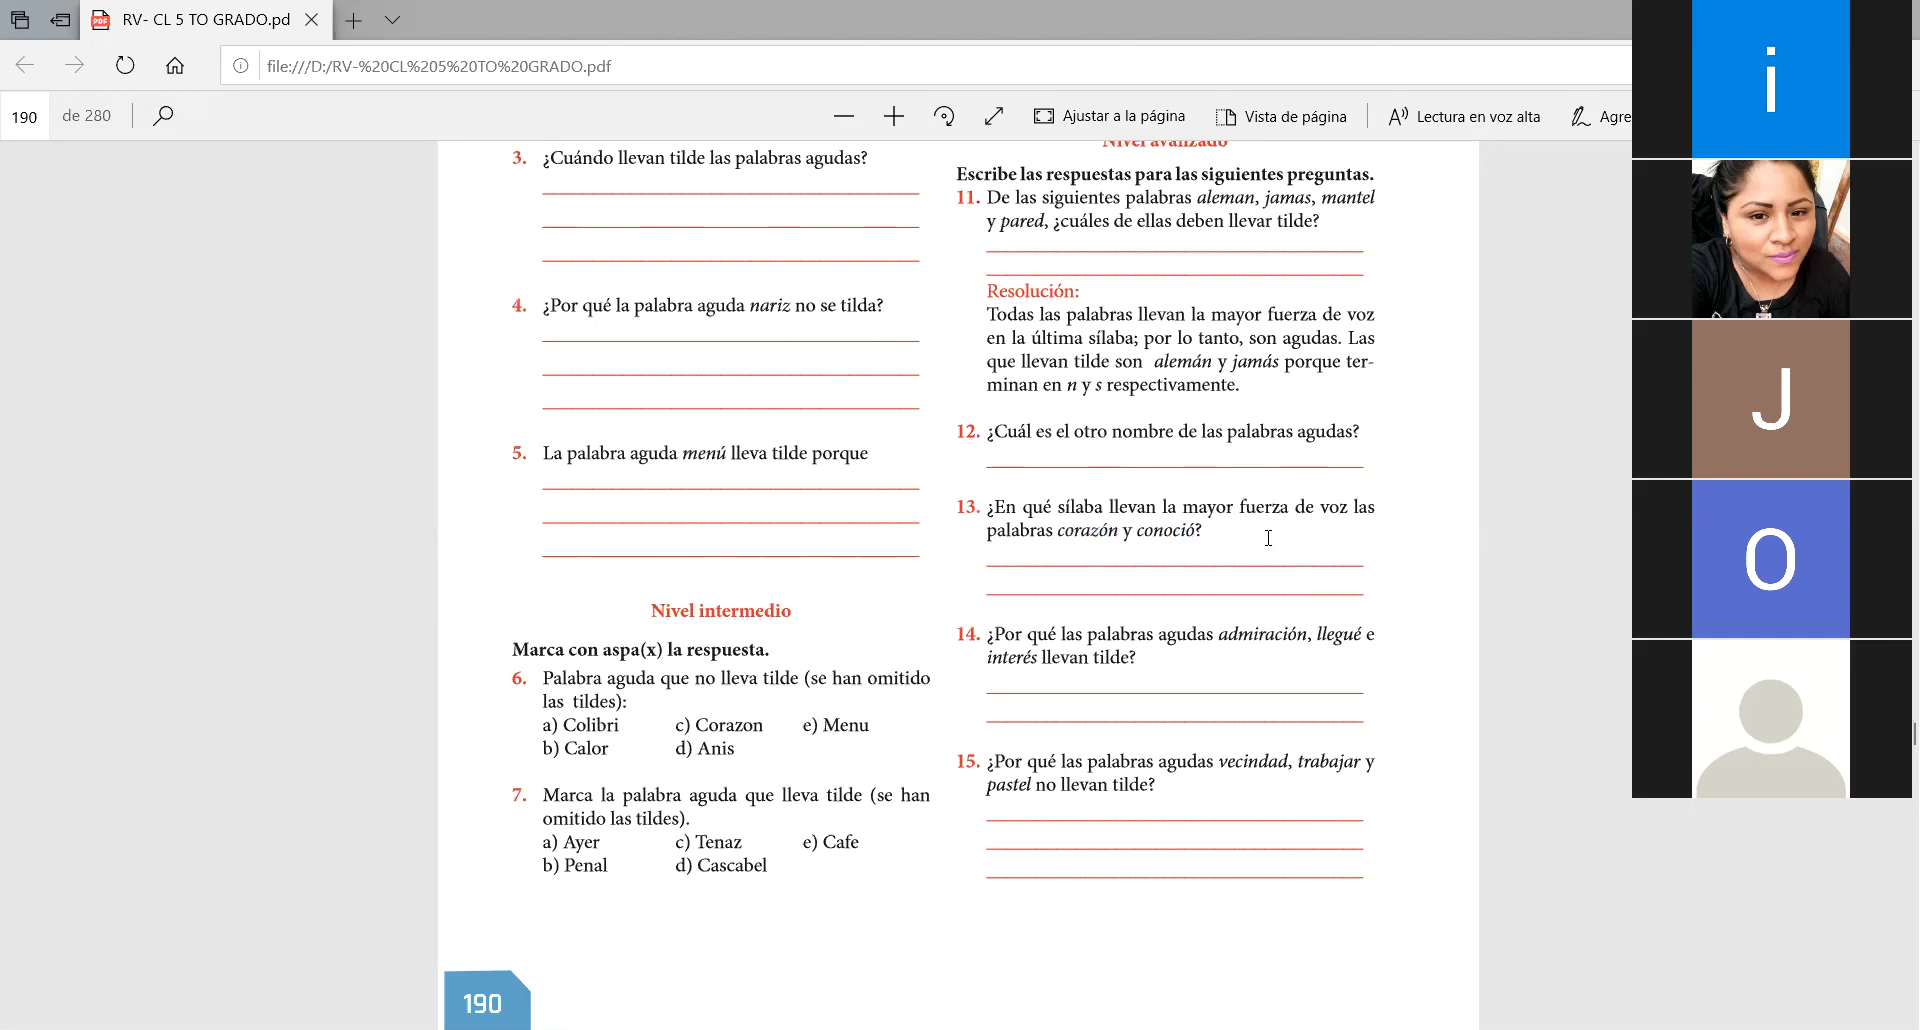 RV- CL 5 TO GRADO.pd
file:///D:/RV-%20CL%205%20TO%20GRADO.pdf
190 de 280
Ajustar a la página
Vista de página
Lectura en voz alta
Agre
3. ¿Cuándo llevan tilde las palabras agudas?
4. ¿Por qué la palabra aguda nariz no se tilda?
5. La palabra aguda menú lleva tilde porque
Nivel intermedio
Marca con aspa(x) la respuesta.
6. Palabra aguda que no lleva tilde (se han omitido
las tildes):
a) Colibri c) Corazon e) Menu
b) Calor d) Anis
7. Marca la palabra aguda que lleva tilde (se han
omitido las tildes).
a) Ayer c) Tenaz e) Cafe
b) Penal d) Cascabel
190
Nivel avanzado
Escribe las respuestas para las siguientes preguntas.
11. De las siguientes palabras aleman, jamas, mantel
y pared, ¿cuáles de ellas deben llevar tilde?
Resolución:
Todas las palabras llevan la mayor fuerza de voz
en la última sílaba; por lo tanto, son agudas. Las
que llevan tilde son alemán y jamás porque ter-
minan en n y s respectivamente.
12. ¿Cuál es el otro nombre de las palabras agudas?
13. ¿En qué sílaba llevan la mayor fuerza de voz las
palabras corazón y conoció?
14. ¿Por qué las palabras agudas admiración, llegué e
interés llevan tilde?
15. ¿Por qué las palabras agudas vecindad, trabajar y
pastel no llevan tilde?
i
J
O